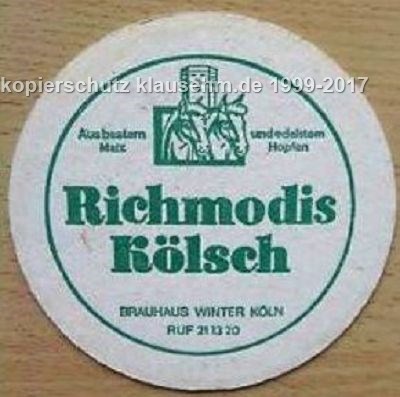 kopierschutz klausehm.de 1999-2017
Aus bestem und edelstem
Malz Hopfen
Richmodis
Kölsch
BRAUHAUS WINTER KÖLN
RUF 21 13 20